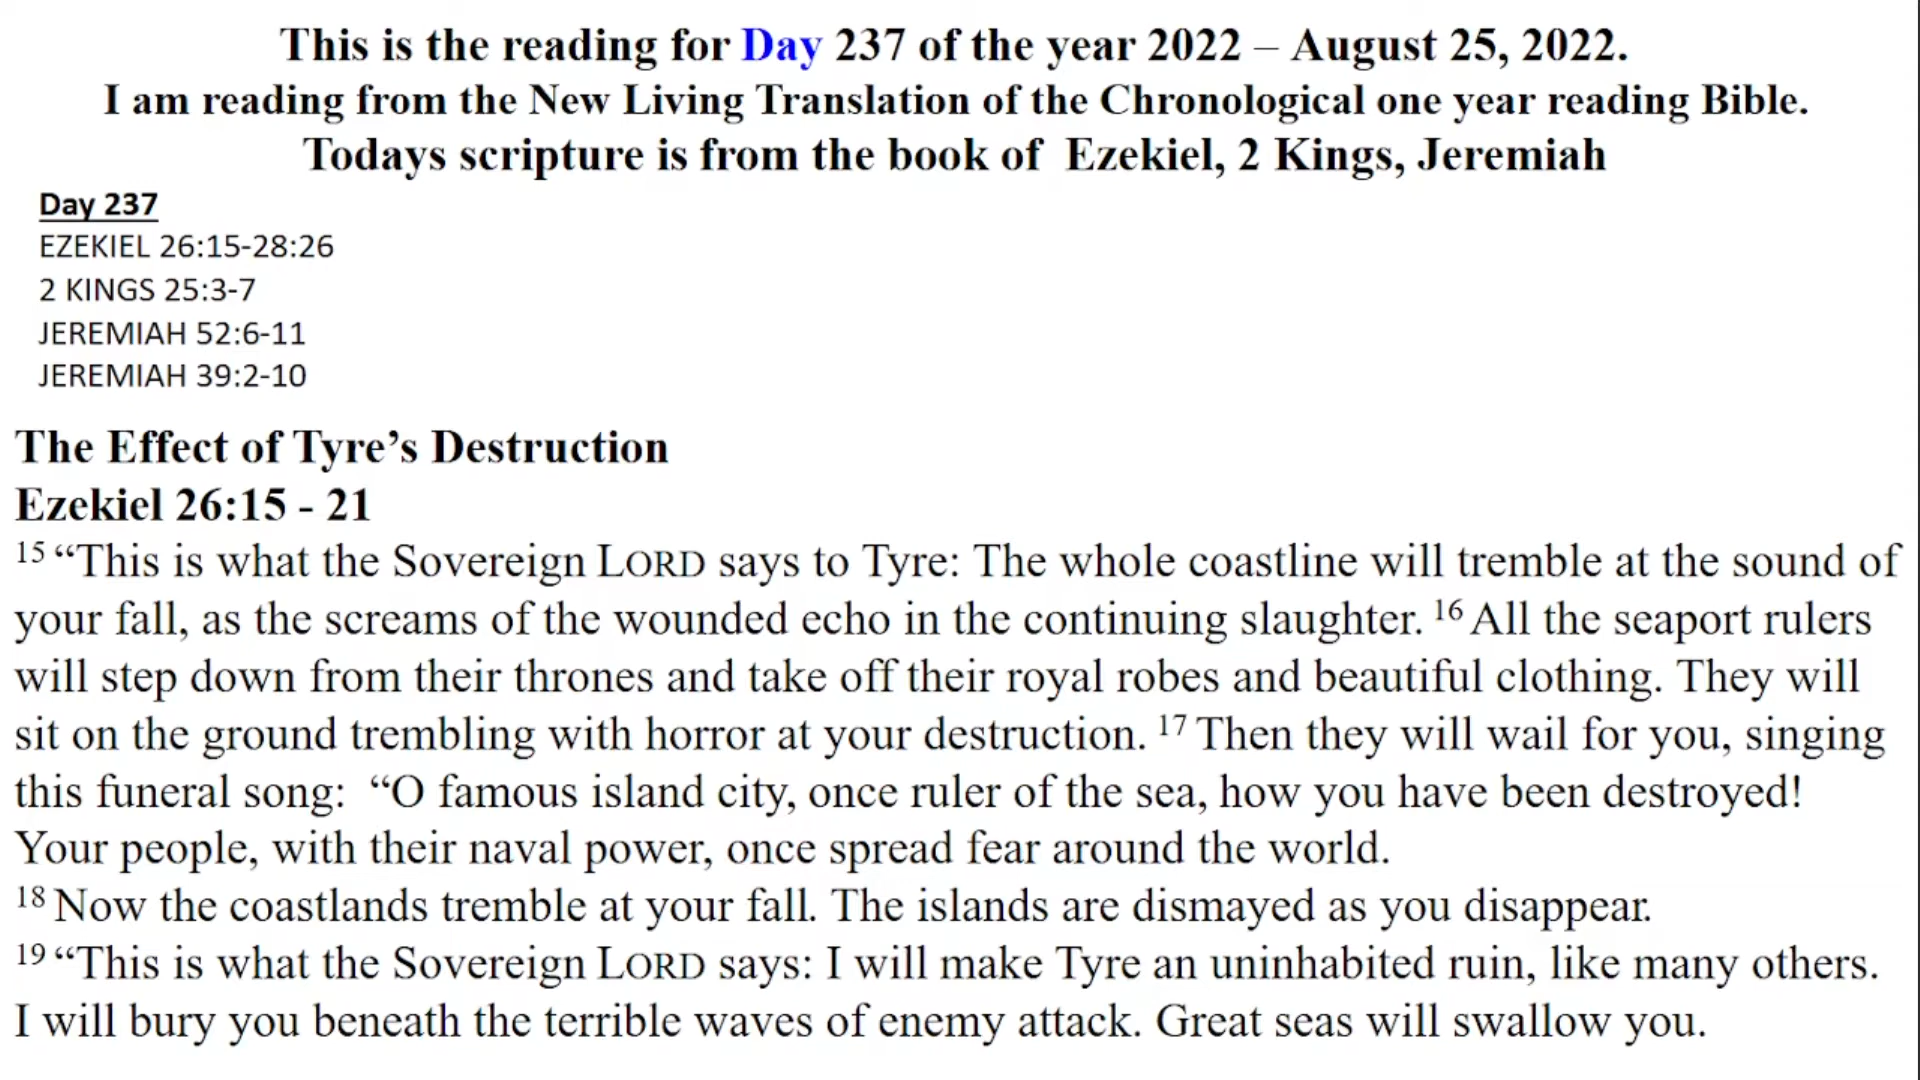 This is the reading for Day 237 of the year 2022 – August 25, 2022.
I am reading from the New Living Translation of the Chronological one year reading Bible.
Todays scripture is from the book of  Ezekiel, 2 Kings, Jeremiah
Day 237
EZEKIEL 26:15-28:26
2 KINGS 25:3-7
JEREMIAH 52:6-11
JEREMIAH 39:2-10
The Effect of Tyre’s Destruction
Ezekiel 26:15 - 21
15 “This is what the Sovereign LORD says to Tyre: The whole coastline will tremble at the sound of
your fall, as the screams of the wounded echo in the continuing slaughter. 16 All the seaport rulers
will step down from their thrones and take off their royal robes and beautiful clothing. They will
sit on the ground trembling with horror at your destruction. 17 Then they will wail for you, singing
this funeral song:  “O famous island city, once ruler of the sea, how you have been destroyed!
Your people, with their naval power, once spread fear around the world.
18 Now the coastlands tremble at your fall. The islands are dismayed as you disappear.
19 “This is what the Sovereign LORD says: I will make Tyre an uninhabited ruin, like many others.
I will bury you beneath the terrible waves of enemy attack. Great seas will swallow you.